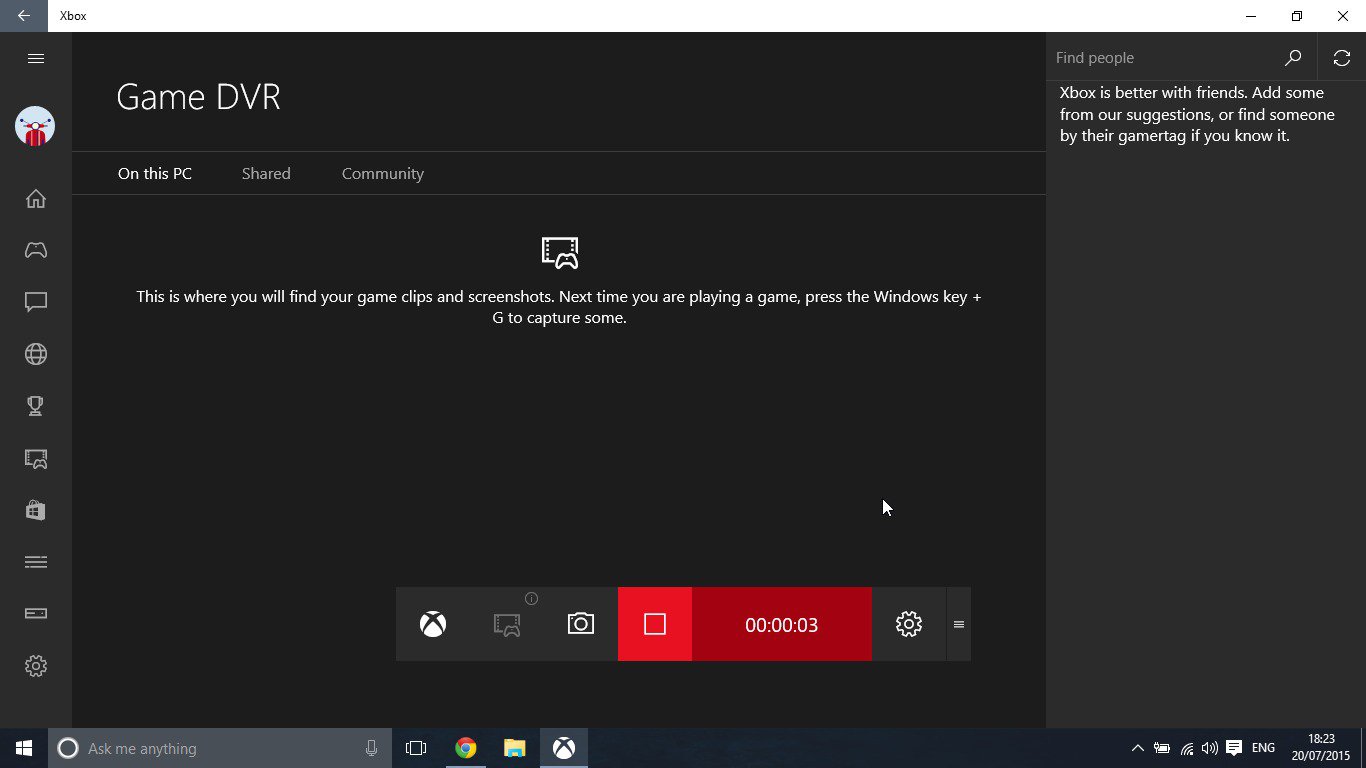 Xbox
Game DVR
On this PC
Shared
Community
This is where you will find your game clips and screenshots. Next time you are playing a game, press the Windows key +
G to capture some.
00:00:03
Find people
Xbox is better with friends. Add some
from our suggestions, or find someone
by their gamertag if you know it.
Ask me anything
ENG
18:23
20/07/2015